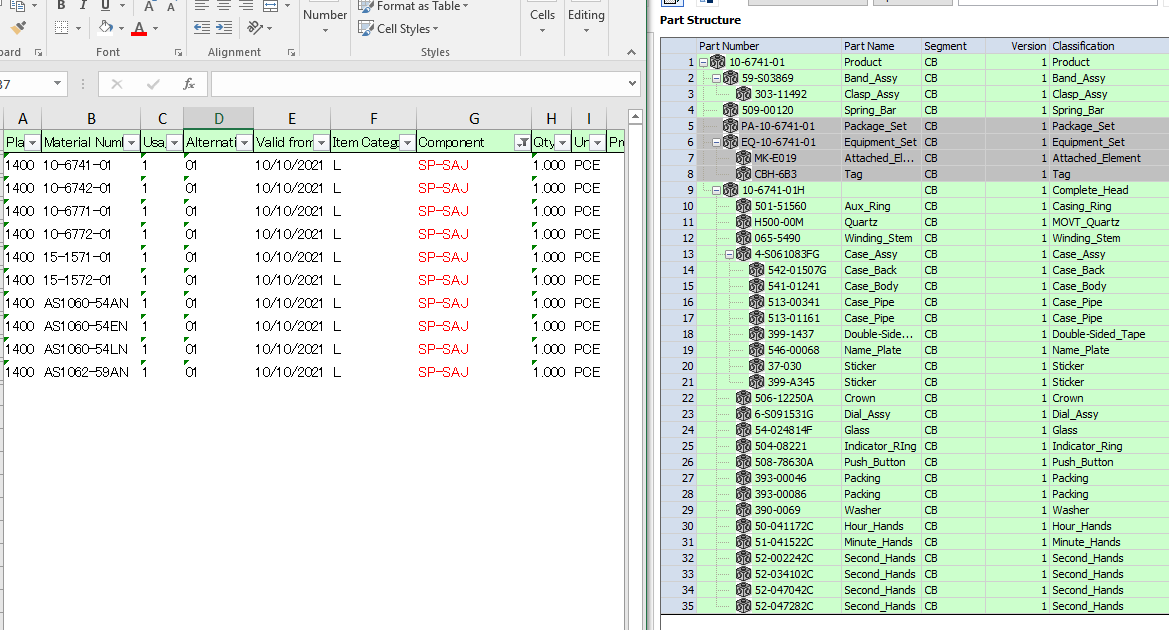 B I U A A
Number
Format as Table
Cell Styles
Cells
Editing
Font
Alignment
Styles
fx
A B C D E F G H I
Material Num
Alternati
Valid from
Item Categ
Component
Qty
1400 10-6741-01 1 01 10/10/2021 L SP-SAJ 1.000 PCE
1400 10-6742-01 1 01 10/10/2021 L SP-SAJ 1.000 PCE
1400 10-6771-01 1 01 10/10/2021 L SP-SAJ 1.000 PCE
1400 10-6772-01 1 01 10/10/2021 L SP-SAJ 1.000 PCE
1400 15-1571-01 1 01 10/10/2021 L SP-SAJ 1.000 PCE
1400 15-1572-01 1 01 10/10/2021 L SP-SAJ 1.000 PCE
1400 AS1060-54AN 1 01 10/10/2021 L SP-SAJ 1.000 PCE
1400 AS1060-54EN 1 01 10/10/2021 L SP-SAJ 1.000 PCE
1400 AS1060-54LN 1 01 10/10/2021 L SP-SAJ 1.000 PCE
1400 AS1062-59AN 1 01 10/10/2021 L SP-SAJ 1.000 PCE
Part Structure
Part Number Part Name Segment Version Classification
1 10-6741-01 Product CB 1 Product
2 59-S03869 Band_Assy CB 1 Band_Assy
3 303-11492 Clasp_Assy CB 1 Clasp_Assy
4 509-00120 Spring_Bar CB 1 Spring_Bar
5 PA-10-6741-01 Package_Set CB 1 Package_Set
6 EQ-10-6741-01 Equipment_Set CB 1 Equipment_Set
7 MK-E019 Attached_El... CB 1 Attached_Element
8 CBH-6B3 Tag CB 1 Tag
9 10-6741-01H CB 1 Complete_Head
10 501-51560 Aux_Ring CB 1 Casing_Ring
11 H500-00M Quartz CB 1 MOVT_Quartz
12 065-5490 Winding_Stem CB 1 Winding_Stem
13 4-S061083FG Case_Assy CB 1 Case_Assy
14 542-01507G Case_Back CB 1 Case_Back
15 541-01241 Case_Body CB 1 Case_Body
16 513-00341 Case_Pipe CB 1 Case_Pipe
17 513-01161 Case_Pipe CB 1 Case_Pipe
18 399-1437 Double-Side... CB 1 Double-Sided_Tape
19 546-00068 Name_Plate CB 1 Name_Plate
20 37-030 Sticker CB 1 Sticker
21 399-A345 Sticker CB 1 Sticker
22 506-12250A Crown CB 1 Crown
23 6-S091531G Dial_Assy CB 1 Dial_Assy
24 54-024814F Glass CB 1 Glass
25 504-08221 Indicator_RIng CB 1 Indicator_Ring
26 508-78630A Push_Button CB 1 Push_Button
27 393-00046 Packing CB 1 Packing
28 393-00086 Packing CB 1 Packing
29 390-0069 Washer CB 1 Washer
30 50-041172C Hour_Hands CB 1 Hour_Hands
31 51-041522C Minute_Hands CB 1 Minute_Hands
32 52-002242C Second_Hands CB 1 Second_Hands
33 52-034102C Second_Hands CB 1 Second_Hands
34 52-047042C Second_Hands CB 1 Second_Hands
35 52-047282C Second_Hands CB 1 Second_Hands